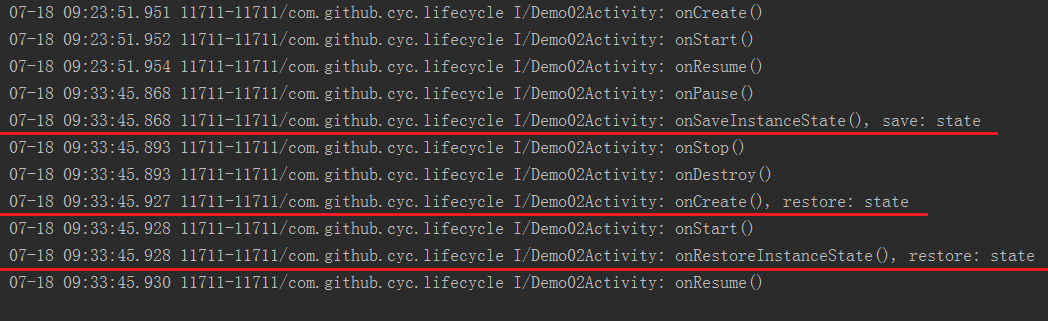 07-18 09:23:51.951 11711-11711/com.github.cyc.lifecycle I/Demo02Activity: onCreate()
07-18 09:23:51.952 11711-11711/com.github.cyc.lifecycle I/Demo02Activity: onStart()
07-18 09:23:51.954 11711-11711/com.github.cyc.lifecycle I/Demo02Activity: onResume()
07-18 09:33:45.868 11711-11711/com.github.cyc.lifecycle I/Demo02Activity: onPause()
07-18 09:33:45.868 11711-11711/com.github.cyc.lifecycle I/Demo02Activity: onSaveInstanceState(), save: state
07-18 09:33:45.893 11711-11711/com.github.cyc.lifecycle I/Demo02Activity: onStop()
07-18 09:33:45.893 11711-11711/com.github.cyc.lifecycle I/Demo02Activity: onDestroy()
07-18 09:33:45.927 11711-11711/com.github.cyc.lifecycle I/Demo02Activity: onCreate(), restore: state
07-18 09:33:45.928 11711-11711/com.github.cyc.lifecycle I/Demo02Activity: onStart()
07-18 09:33:45.928 11711-11711/com.github.cyc.lifecycle I/Demo02Activity: onRestoreInstanceState(), restore: state
07-18 09:33:45.930 11711-11711/com.github.cyc.lifecycle I/Demo02Activity: onResume()